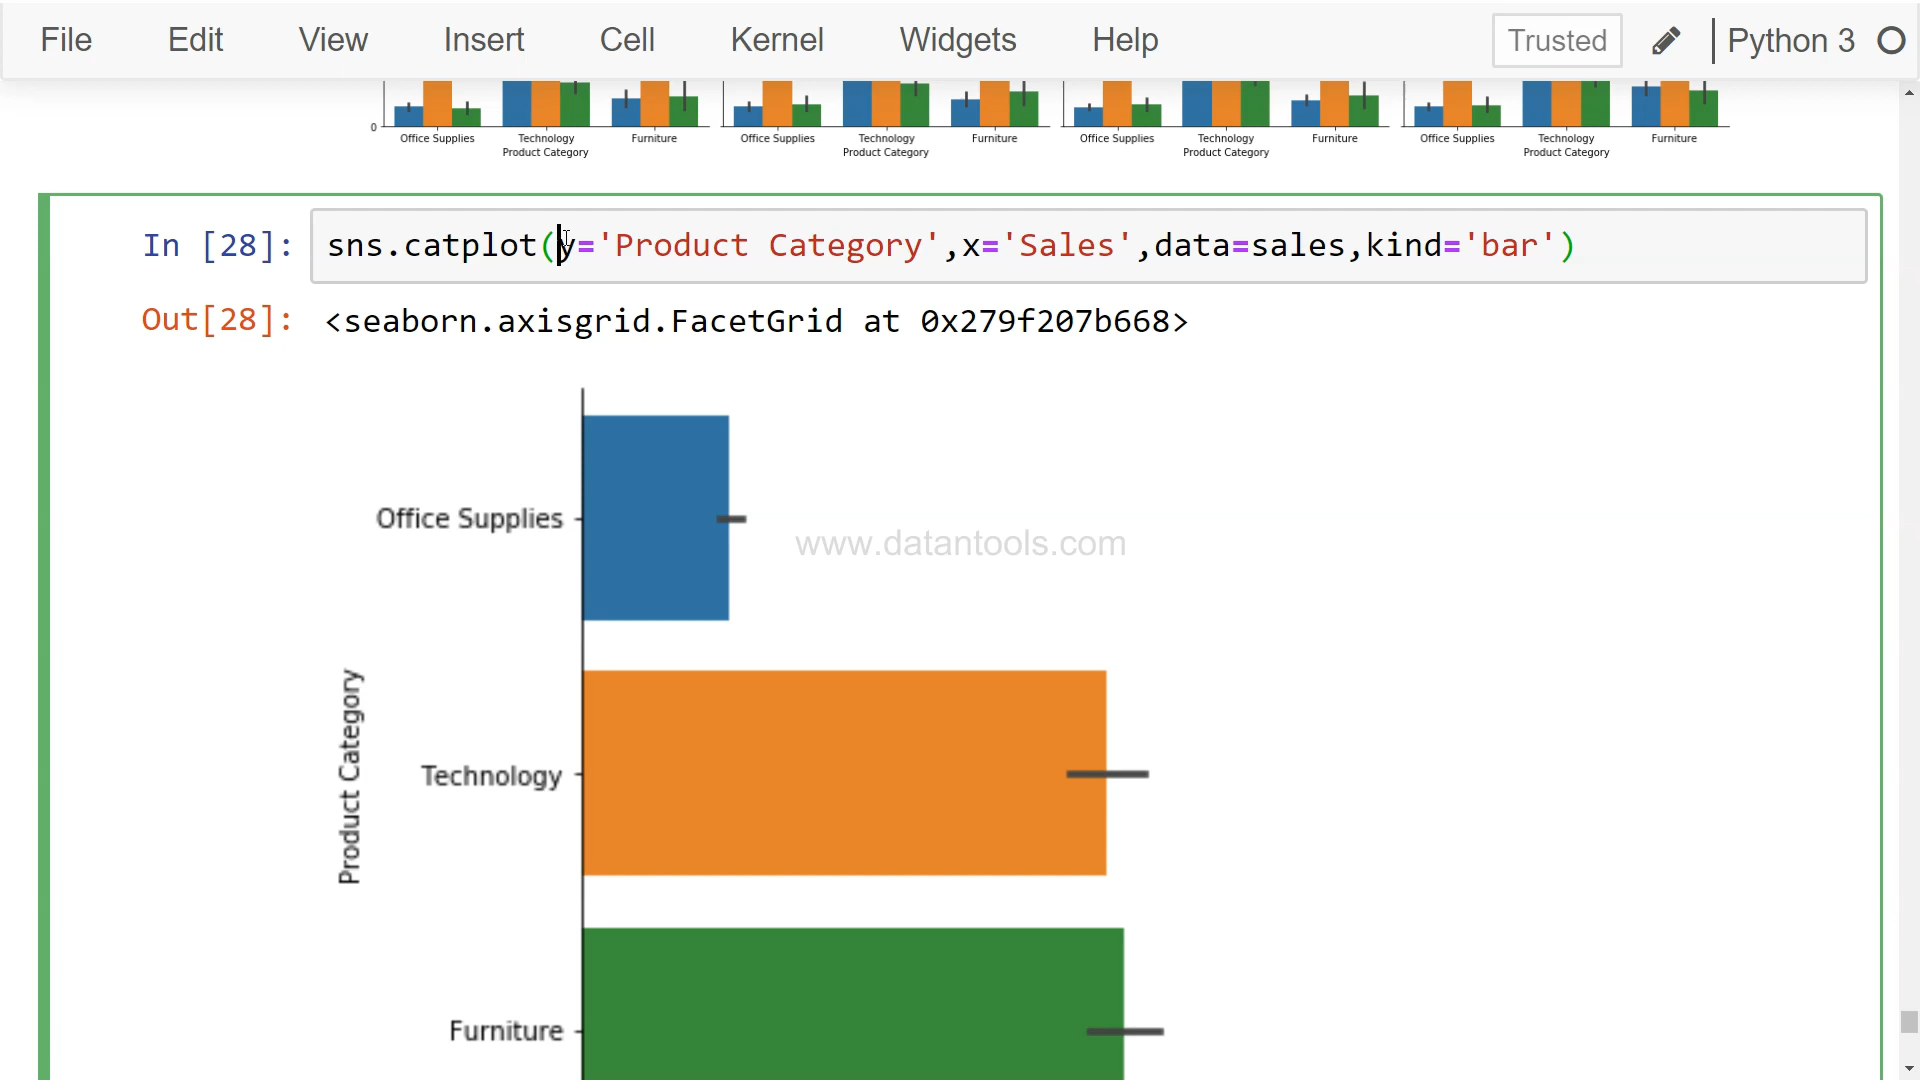 File Edit View Insert Cell Kernel Widgets Help Trusted Python 3
0
Office Supplies Technology Furniture Office Supplies Technology Furniture Office Supplies Technology Furniture Office Supplies Technology Furniture
Product Category Product Category Product Category Product Category
In [28]: sns.catplot(y='Product Category',x='Sales',data=sales,kind='bar')
Out[28]: <seaborn.axisgrid.FacetGrid at 0x279f207b668>
Office Supplies
www.datantools.com
Product Category
Technology
Furniture